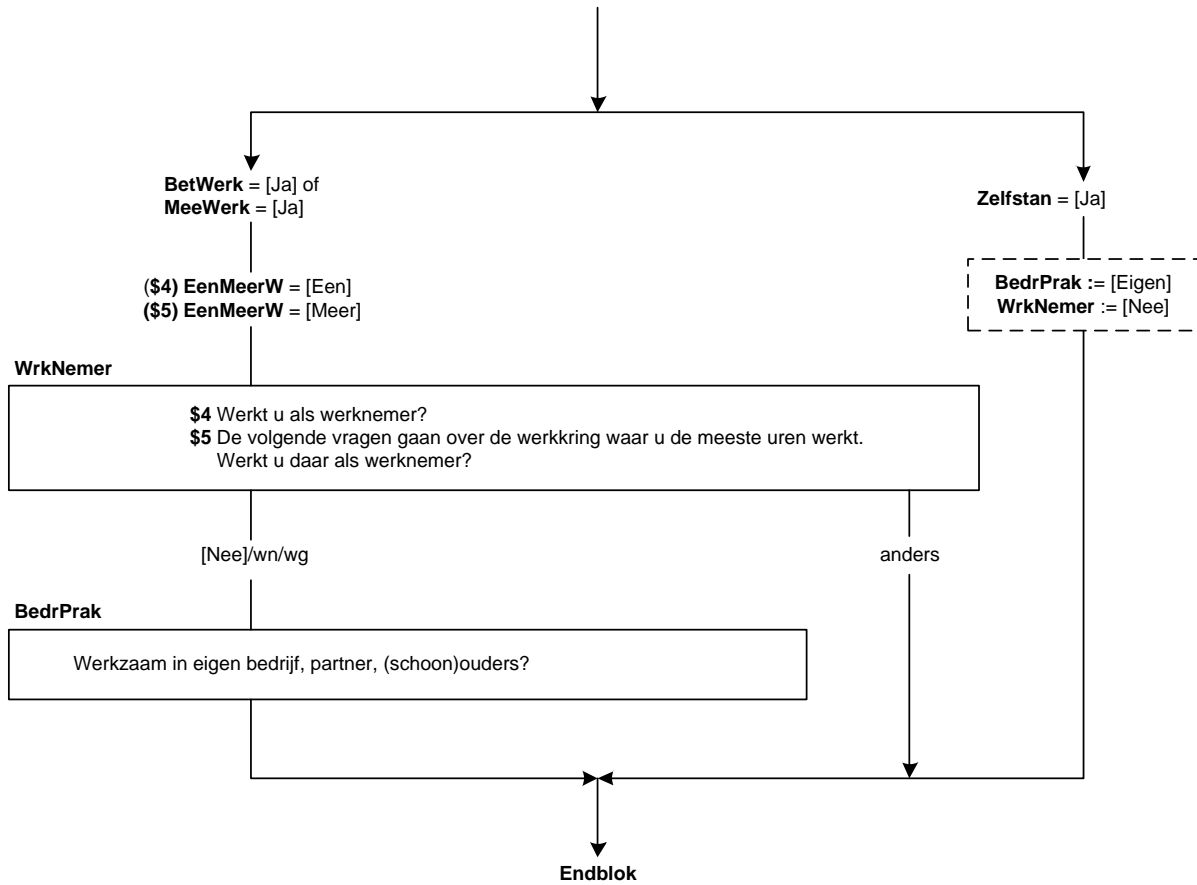 BetWerk = [Ja] of
MeeWerk = [Ja]
Zelfstan = [Ja]
($4) EenMeerW = [Een]
($5) EenMeerW = [Meer]
BedrPrak := [Eigen]
WrkNemer := [Nee]
WrkNemer
$4 Werkt u als werknemer?
$5 De volgende vragen gaan over de werkkring waar u de meeste uren werkt.
Werkt u daar als werknemer?
[Nee]/wn/wg
anders
BedrPrak
Werkzaam in eigen bedrijf, partner, (schoon)ouders?
Endblok